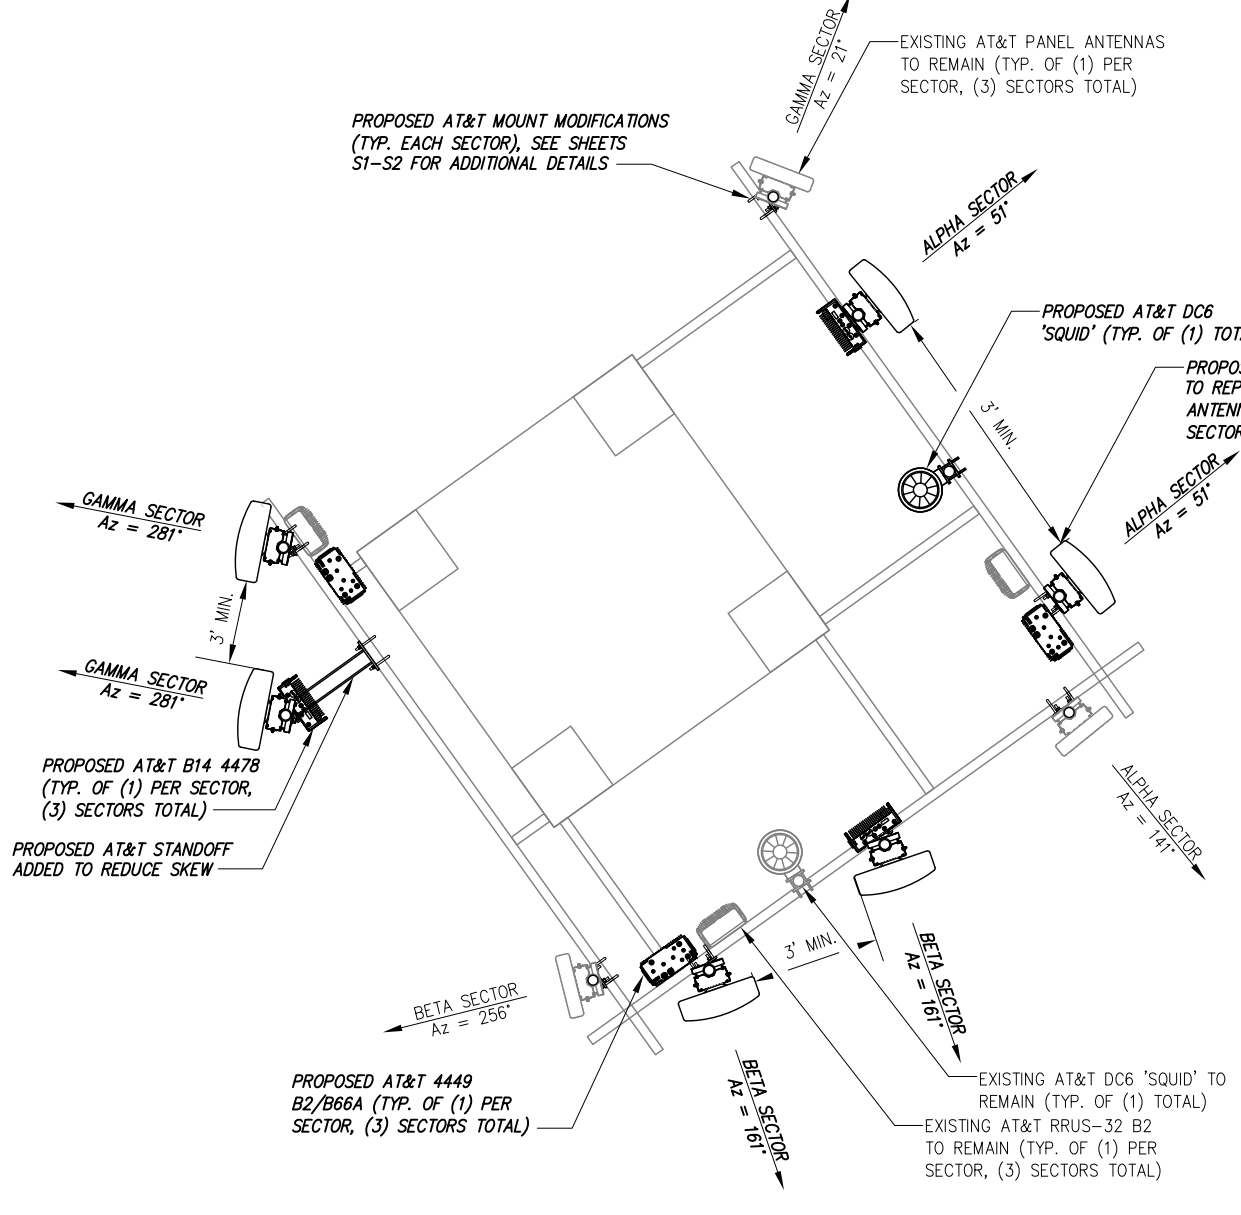 GAMMA SECTOR
Az = 21°
EXISTING AT&T PANEL ANTENNAS
TO REMAIN (TYP. OF (1) PER
SECTOR, (3) SECTORS TOTAL)
PROPOSED AT&T MOUNT MODIFICATIONS
(TYP. EACH SECTOR), SEE SHEETS
S1-S2 FOR ADDITIONAL DETAILS
ALPHA SECTOR
Az = 51°
PROPOSED AT&T DC6
'SQUID' (TYP. OF (1)
TO REP
3' MIN.
ALPHA SECTOR
Az = 51°
GAMMA SECTOR
Az = 281°
3' MIN.
GAMMA SECTOR
Az = 281°
PROPOSED AT&T B14 4478
(TYP. OF (1) PER SECTOR,
(3) SECTORS TOTAL)
PROPOSED AT&T STANDOFF
ADDED TO REDUCE SKEW
ALPHA SECTOR
Az = 141°
3' MIN.
BETA SECTOR
Az = 161°
BETA SECTOR
Az = 256°
BETA SECTOR
Az = 161°
PROPOSED AT&T 4449
B2/B66A (TYP. OF (1) PER
SECTOR, (3) SECTORS TOTAL)
EXISTING AT&T DC6 'SQUID' TO
REMAIN (TYP. OF (1) TOTAL)
EXISTING AT&T RRUS-32 B2
TO REMAIN (TYP. OF (1) PER
SECTOR, (3) SECTORS TOTAL)